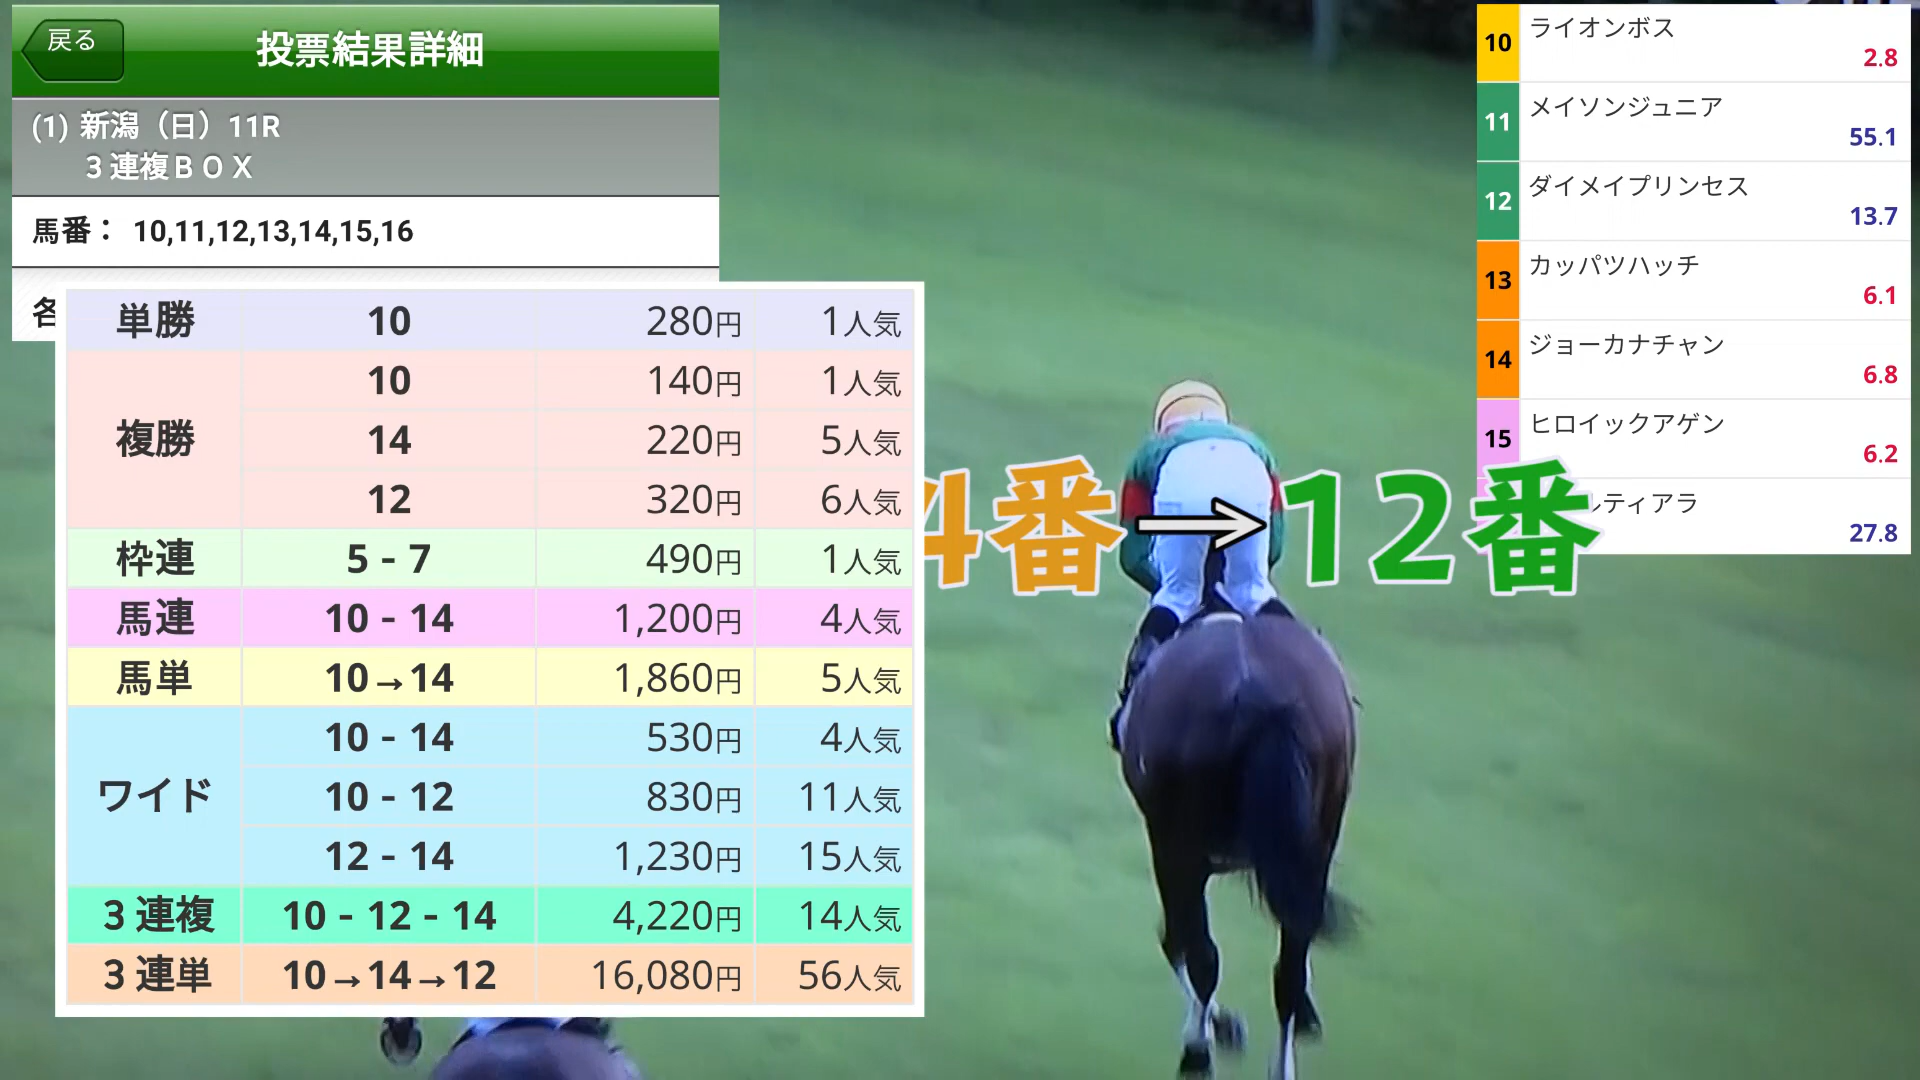 戻る
投票結果詳細
(1) 新潟（日）11R
３連複ＢＯＸ
馬番： 10,11,12,13,14,15,16
各
単勝 10 280円 1人気
複勝 10 140円 1人気
14 220円 5人気
12 320円 6人気
枠連 5 - 7 490円 1人気
馬連 10 - 14 1,200円 4人気
馬単 10→14 1,860円 5人気
ワイド 10 - 14 530円 4人気
10 - 12 830円 11人気
12 - 14 1,230円 15人気
３連複 10 - 12 - 14 4,220円 14人気
３連単 10→14→12 16,080円 56人気
4番→12番
10 ライオンボス 2.8
11 メイソンジュニア 55.1
12 ダイメイプリンセス 13.7
13 カッパツハッチ 6.1
14 ジョーカナチャン 6.8
15 ヒロイックアゲン 6.2
ルティアラ 27.8